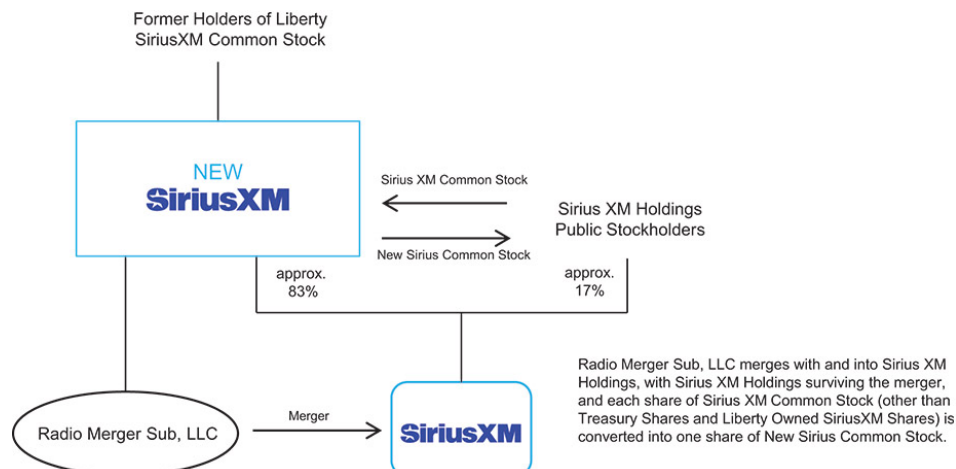 Former Holders of Liberty
SiriusXM Common Stock
NEW
SiriusXM
Sirius XM Common Stock
New Sirius Common Stock
Sirius XM Holdings
Public Stockholders
approx.
83%
approx.
17%
Radio Merger Sub, LLC
Merger
SiriusXM
Radio Merger Sub, LLC merges with and into Sirius XM
Holdings, with Sirius XM Holdings surviving the merger,
and each share of Sirius XM Common Stock (other than
Treasury Shares and Liberty Owned SiriusXM Shares) is
converted into one share of New Sirius Common Stock.